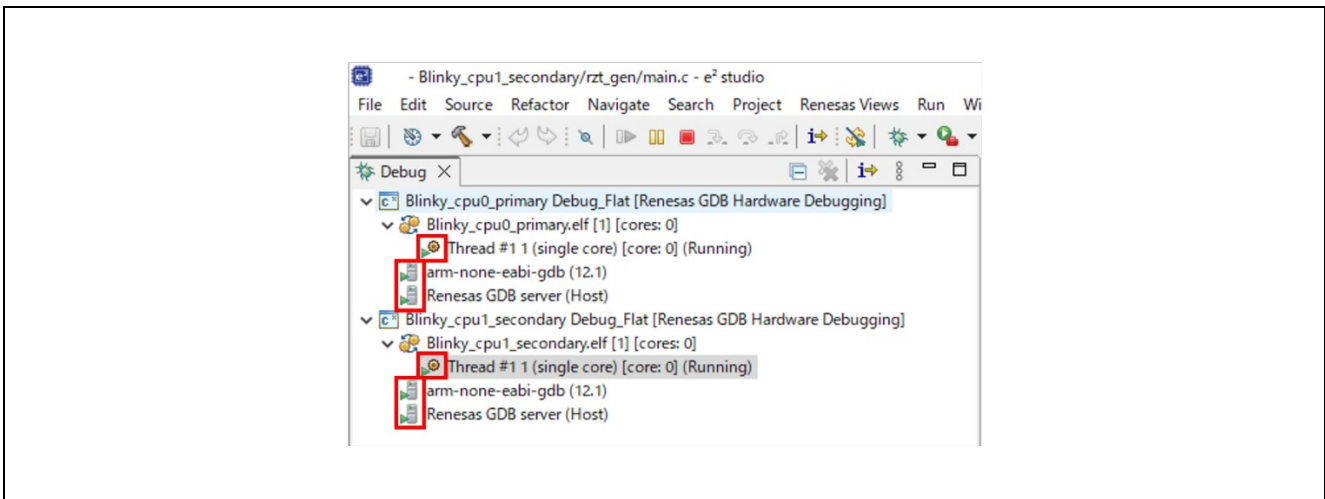 - Blinky_cpu1_secondary/rzt_gen/main.c - e² studio
File Edit Source Refactor Navigate Search Project Renesas Views Run Wi
Debug
Blinky_cpu0_primary Debug_Flat [Renesas GDB Hardware Debugging]
Blinky_cpu0_primary.elf [1] [cores: 0]
Thread #1 1 (single core) [core: 0] (Running)
arm-none-eabi-gdb (12.1)
Renesas GDB server (Host)
Blinky_cpu1_secondary Debug_Flat [Renesas GDB Hardware Debugging]
Blinky_cpu1_secondary.elf [1] [cores: 0]
Thread #1 1 (single core) [core: 0] (Running)
arm-none-eabi-gdb (12.1)
Renesas GDB server (Host)